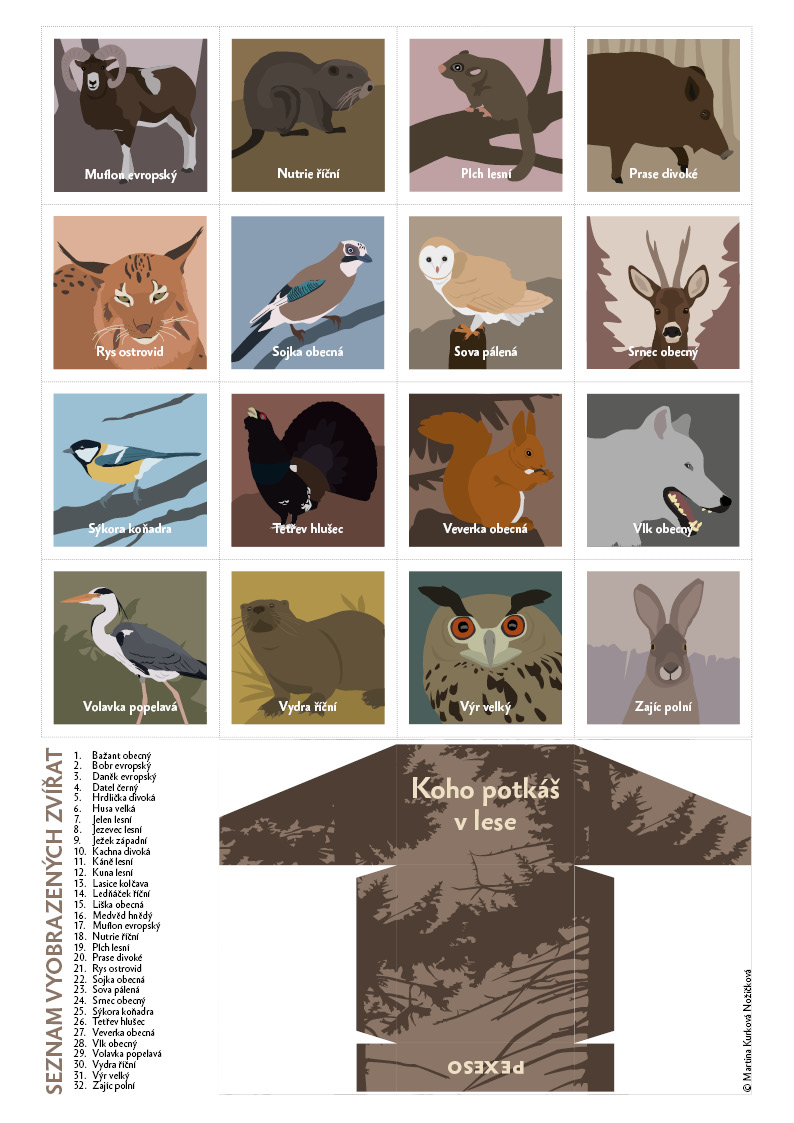 Muflon evropský
Nutrie říční
Plch lesní
Prase divoké
Rys ostrovid
Sojka obecná
Sova pálená
Srnec obecný
Sýkora koňadra
Tetřev hlušec
Veverka obecná
Vlk obecný
Volavka popelavá
Vydra říční
Výr velký
Zajíc polní
SEZNAM VYOBRAZENÝCH ZVÍŘAT
1. Bažant obecný
2. Bobr evropský
3. Daněk evropský
4. Datel černý
5. Hrdlička divoká
6. Husa velká
7. Jelen lesní
8. Jezevec lesní
9. Ježek západní
10. Kachna divoká
11. Káně lesní
12. Kuna lesní
13. Lasice kolčava
14. Ledňáček říční
15. Liška obecná
16. Medvěd hnědý
17. Muflon evropský
18. Nutrie říční
19. Plch lesní
20. Prase divoké
21. Rys ostrovid
22. Sojka obecná
23. Sova pálená
24. Srnec obecný
25. Sýkora koňadra
26. Tetřev hlušec
27. Veverka obecná
28. Vlk obecný
29. Volavka popelavá
30. Vydra říční
31. Výr velký
32. Zajíc polní
Koho potkáš
v lese
PEXESO
© Martina Kurková Nožičková